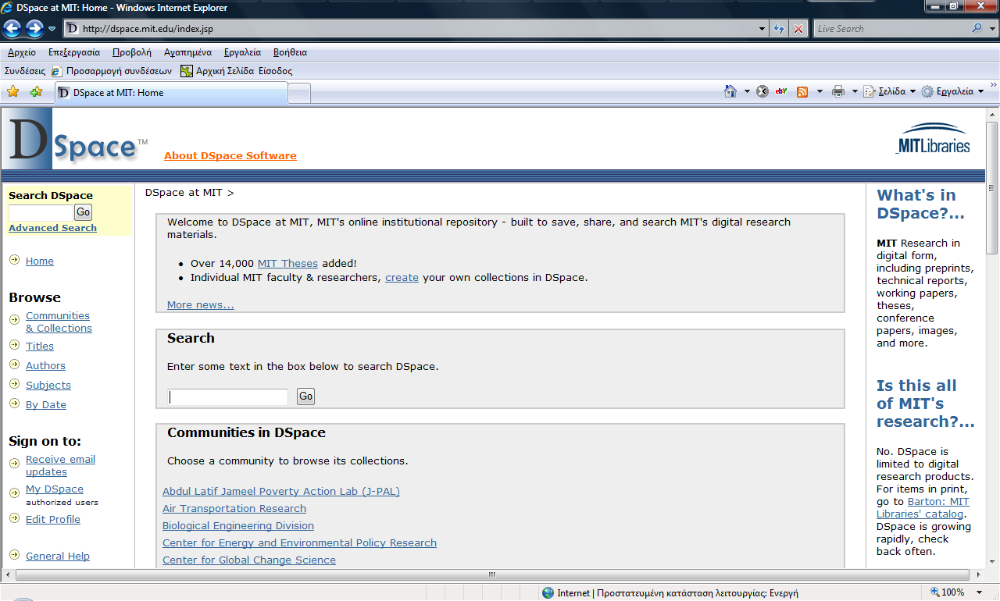 DSpace at MIT: Home - Windows Internet Explorer
http://dspace.mit.edu/index.jsp
Live Search
Αρχείο Επεξεργασία Προβολή Αγαπημένα Εργαλεία Βοήθεια
Συνδέσεις Προσαρμογή συνδέσεων Αρχική Σελίδα Είσοδος
DSpace at MIT: Home
ebY
Σελίδα Εργαλεία
DSpace™
About DSpace Software
MITLibraries
Search DSpace
Go
Advanced Search
Home
Browse
Communities
& Collections
Titles
Authors
Subjects
By Date
Sign on to:
Receive email
updates
My DSpace
authorized users
Edit Profile
General Help
DSpace at MIT >
Welcome to DSpace at MIT, MIT's online institutional repository - built to save, share, and search MIT's digital research
materials.
• Over 14,000 MIT Theses added!
• Individual MIT faculty & researchers, create your own collections in DSpace.
More news...
Search
Enter some text in the box below to search DSpace.
Go
Communities in DSpace
Choose a community to browse its collections.
Abdul Latif Jameel Poverty Action Lab (J-PAL)
Air Transportation Research
Biological Engineering Division
Center for Energy and Environmental Policy Research
Center for Global Change Science
What's in
DSpace?...
MIT Research in
digital form,
including preprints,
technical reports,
working papers,
theses,
conference
papers, images,
and more.
Is this all
of MIT's
research?...
No. DSpace is
limited to digital
research products.
For items in print,
go to Barton: MIT
Libraries' catalog.
DSpace is growing
rapidly, check
back often.
Internet | Προστατευμένη κατάσταση λειτουργίας: Ενεργή
100%